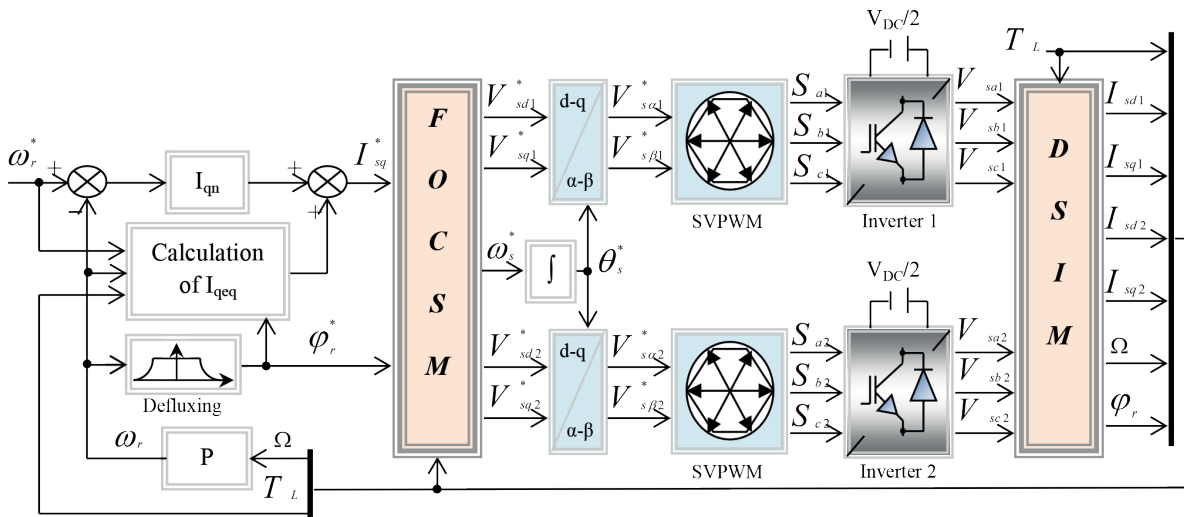 V_DC/2
T_L
ω_r^*
+
−
I_qn
+
+
I_sq^*
Calculation
of I_qeq
φ_r^*
Defluxing
ω_r
P
Ω
T_L
F
O
C
S
M
V_sd1^*
V_sq1^*
ω_s^*
∫
θ_s^*
V_sd2^*
V_sq2^*
d-q
α-β
d-q
α-β
V_sα1^*
V_sβ1^*
V_sα2^*
V_sβ2^*
SVPWM
SVPWM
S_a1
S_b1
S_c1
S_a2
S_b2
S_c2
Inverter 1
V_DC/2
Inverter 2
V_sa1
V_sb1
V_sc1
V_sa2
V_sb2
V_sc2
D
S
I
M
I_sd1
I_sq1
I_sd2
I_sq2
Ω
φ_r